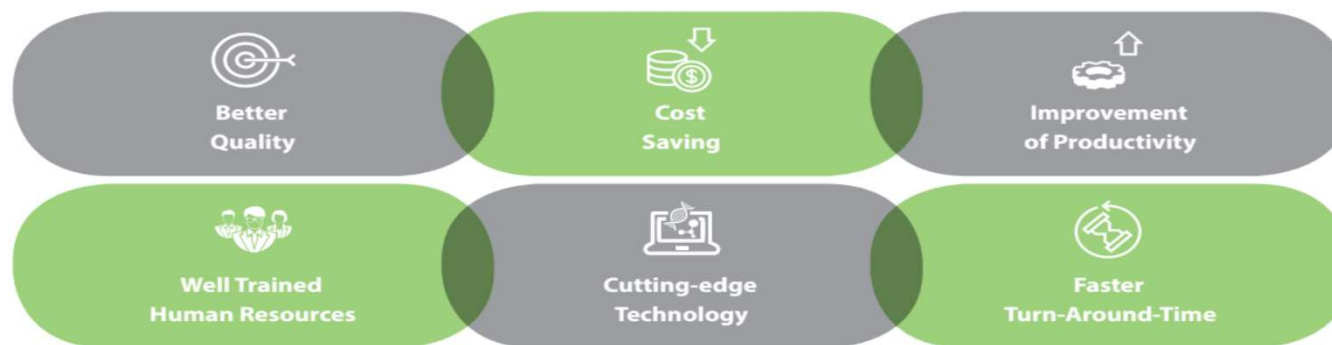 Better
Quality
Cost
Saving
Improvement
of Productivity
Well Trained
Human Resources
Cutting-edge
Technology
Faster
Turn-Around-Time